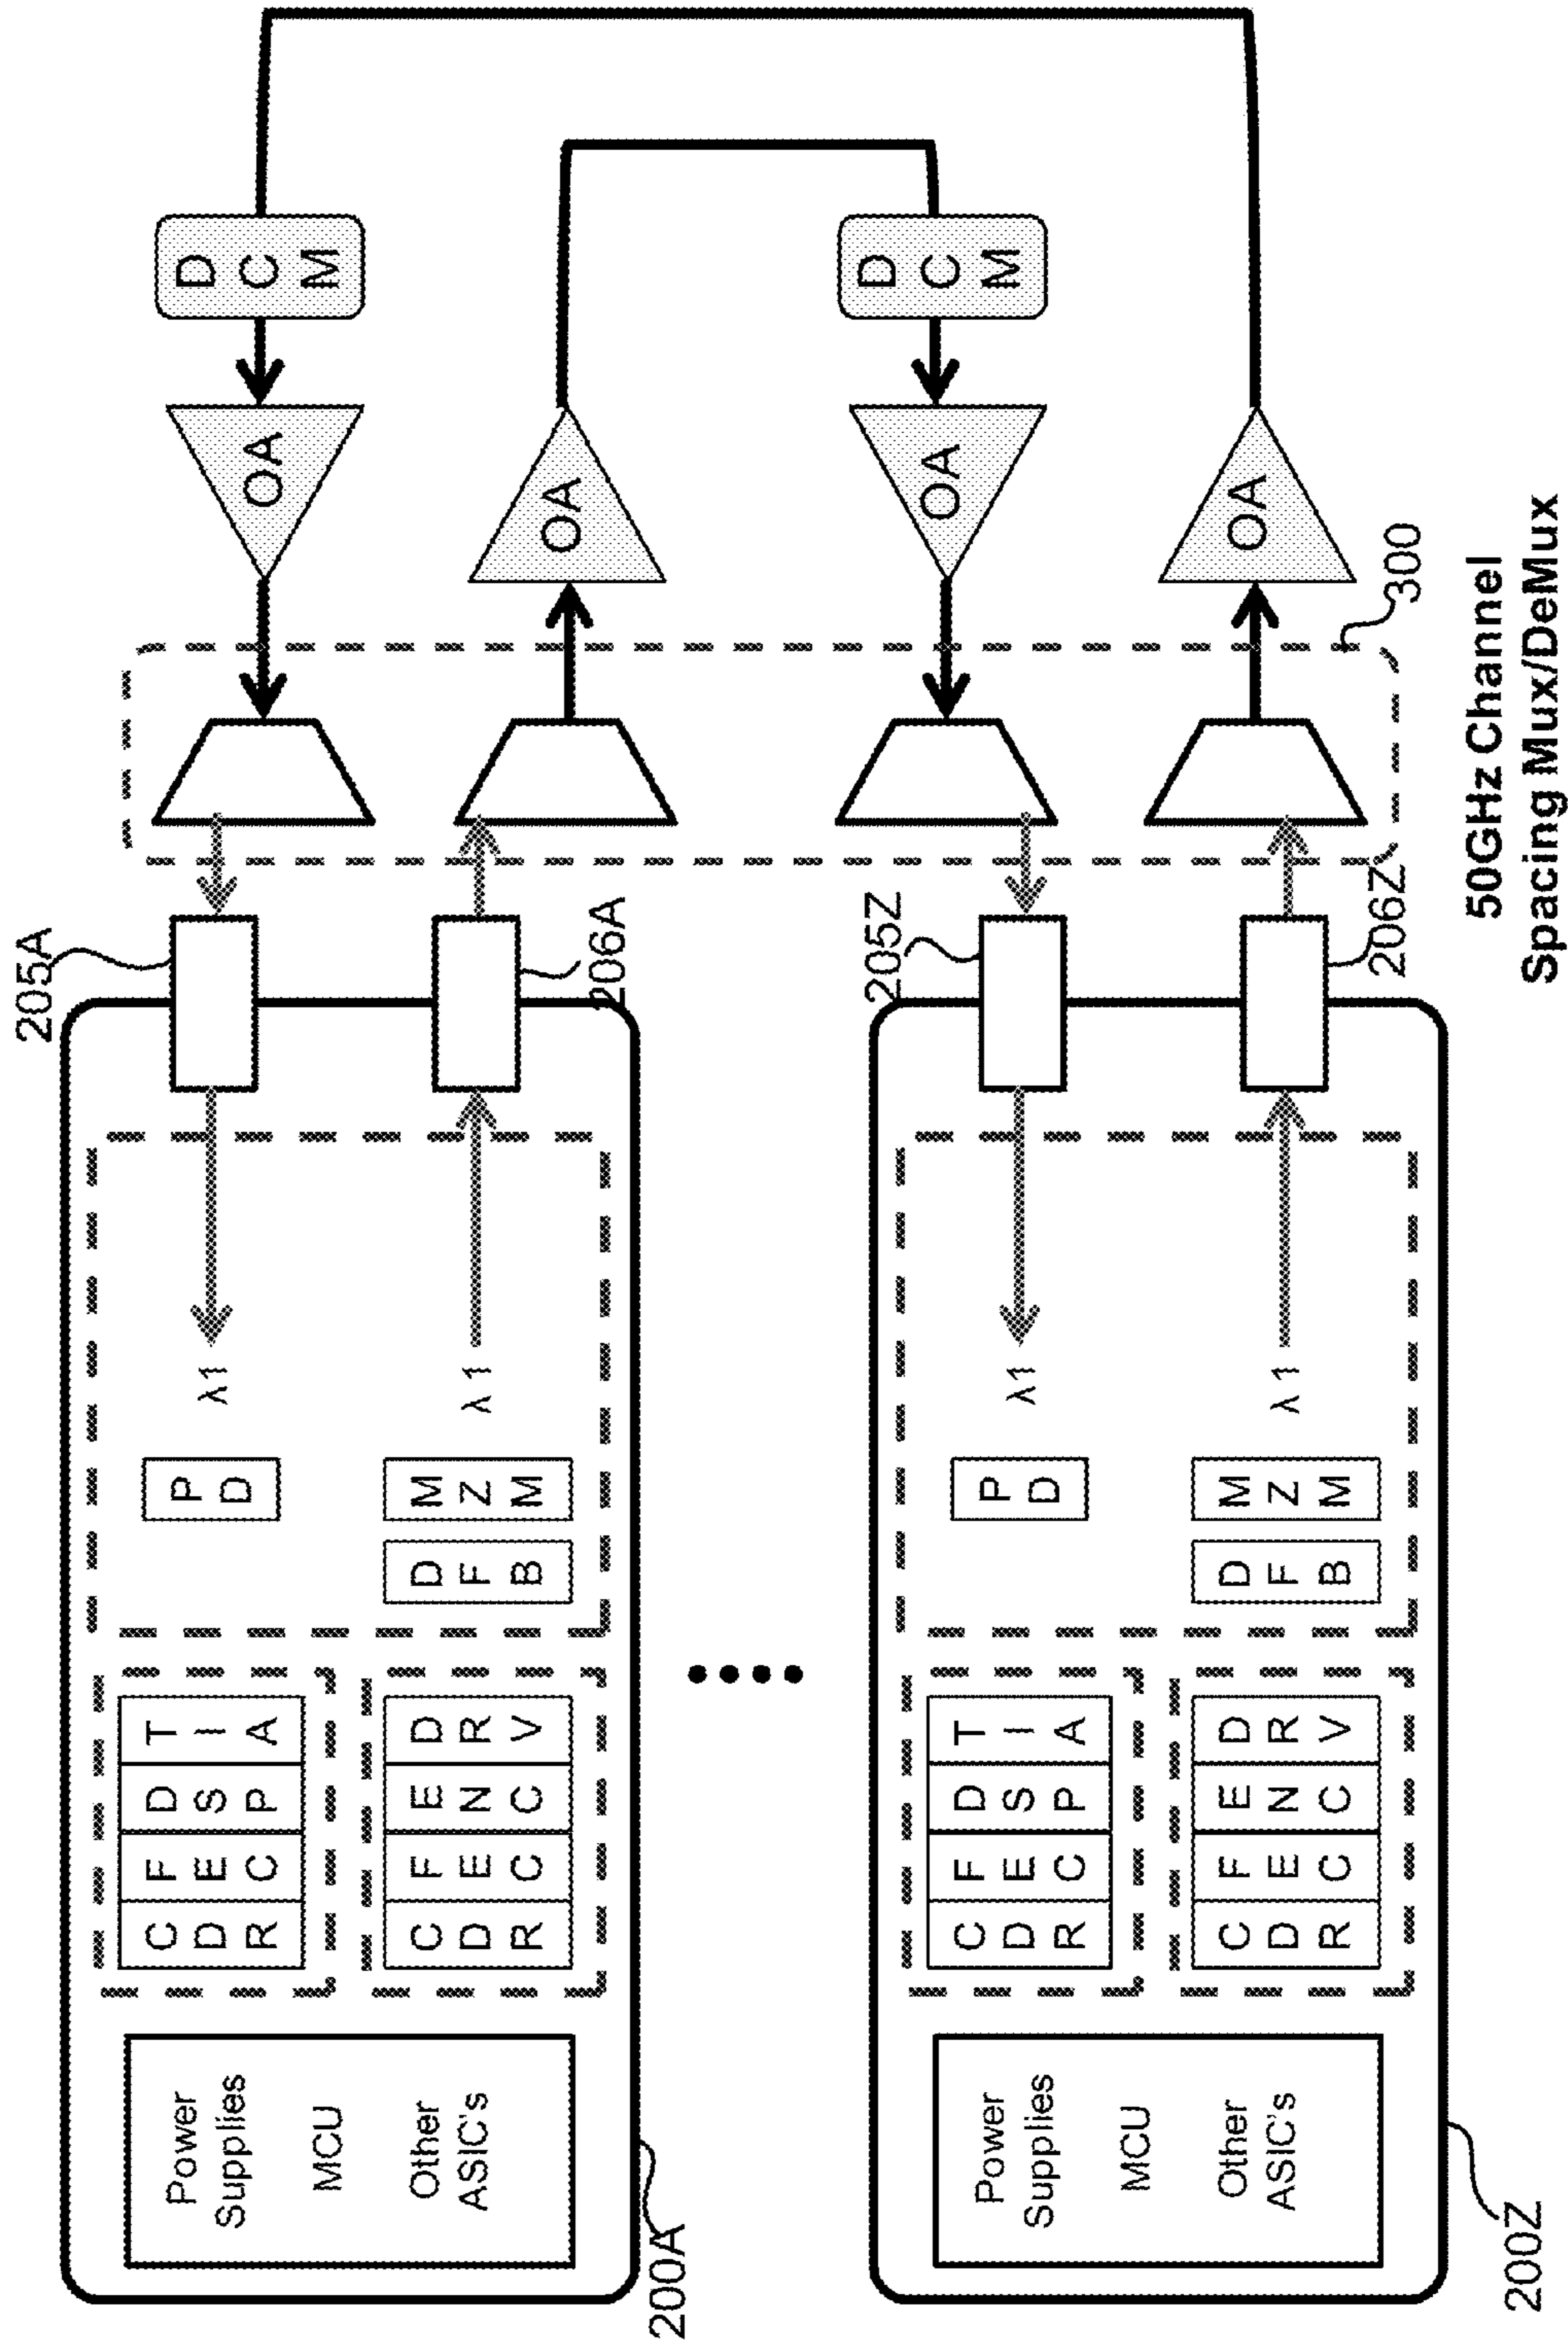 200A
Power
Supplies
MCU
Other
ASIC's
CDR
FEC
DSP
TIA
CDR
FEC
ENC
DRV
PD
DFB
MZM
λ1
λ1
205A
206A
OA
DCM
OA
200Z
Power
Supplies
MCU
Other
ASIC's
CDR
FEC
DSP
TIA
CDR
FEC
ENC
DRV
PD
DFB
MZM
λ1
λ1
205Z
206Z
OA
DCM
OA
300
50GHz Channel
Spacing Mux/DeMux